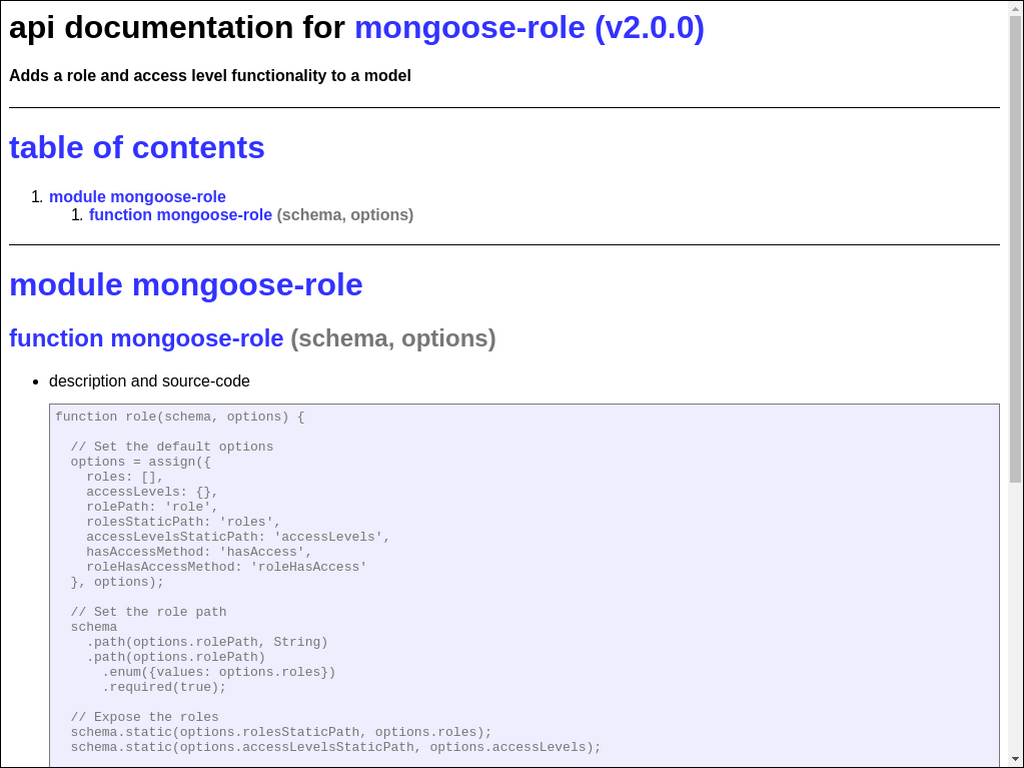 api documentation for mongoose-role (v2.0.0)
Adds a role and access level functionality to a model
table of contents
1. module mongoose-role
1. function mongoose-role (schema, options)
module mongoose-role
function mongoose-role (schema, options)
• description and source-code
function role(schema, options) {
  // Set the default options
  options = assign({
    roles: [],
    accessLevels: {},
    rolePath: 'role',
    rolesStaticPath: 'roles',
    accessLevelsStaticPath: 'accessLevels',
    hasAccessMethod: 'hasAccess',
    roleHasAccessMethod: 'roleHasAccess'
  }, options);
  // Set the role path
  schema
    .path(options.rolePath, String)
    .path(options.rolePath)
      .enum({values: options.roles})
      .required(true);
  // Expose the roles
  schema.static(options.rolesStaticPath, options.roles);
  schema.static(options.accessLevelsStaticPath, options.accessLevels);